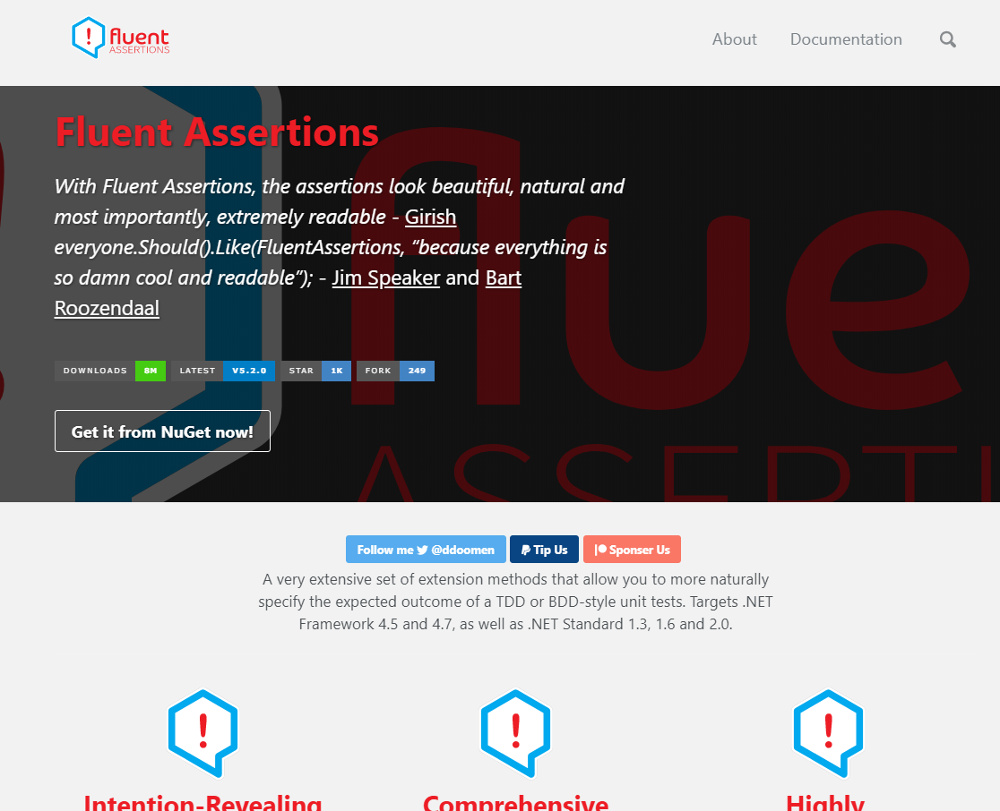 fluent
ASSERTIONS
About
Documentation
Fluent Assertions
With Fluent Assertions, the assertions look beautiful, natural and
most importantly, extremely readable - Girish
everyone.Should().Like(FluentAssertions, “because everything is
so damn cool and readable”); - Jim Speaker and Bart
Roozendaal
DOWNLOADS 8M LATEST V5.2.0 STAR 1K FORK 249
Get it from NuGet now!
flue
ASSERTI
Follow me @ddoomen
Tip Us
Sponser Us
A very extensive set of extension methods that allow you to more naturally
specify the expected outcome of a TDD or BDD-style unit tests. Targets .NET
Framework 4.5 and 4.7, as well as .NET Standard 1.3, 1.6 and 2.0.
Intention-Revealing
Comprehensive
Highly